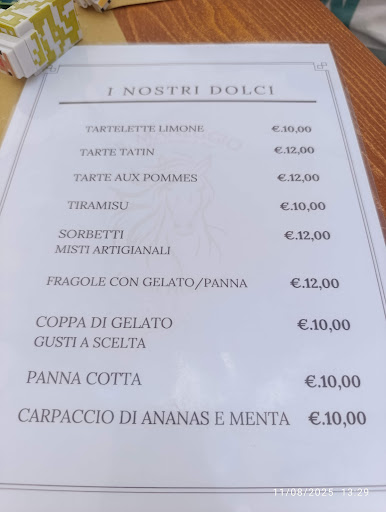 I NOSTRI DOLCI
TARTELETTE LIMONE €.10,00
TARTE TATIN €.12,00
TARTE AUX POMMES €.12,00
TIRAMISU €.10,00
SORBETTI €.12,00
MISTI ARTIGIANALI
FRAGOLE CON GELATO/PANNA €.12,00
COPPA DI GELATO €.10,00
GUSTI A SCELTA
PANNA COTTA €.10,00
CARPACCIO DI ANANAS E MENTA €.10,00
11/08/2025 13:29